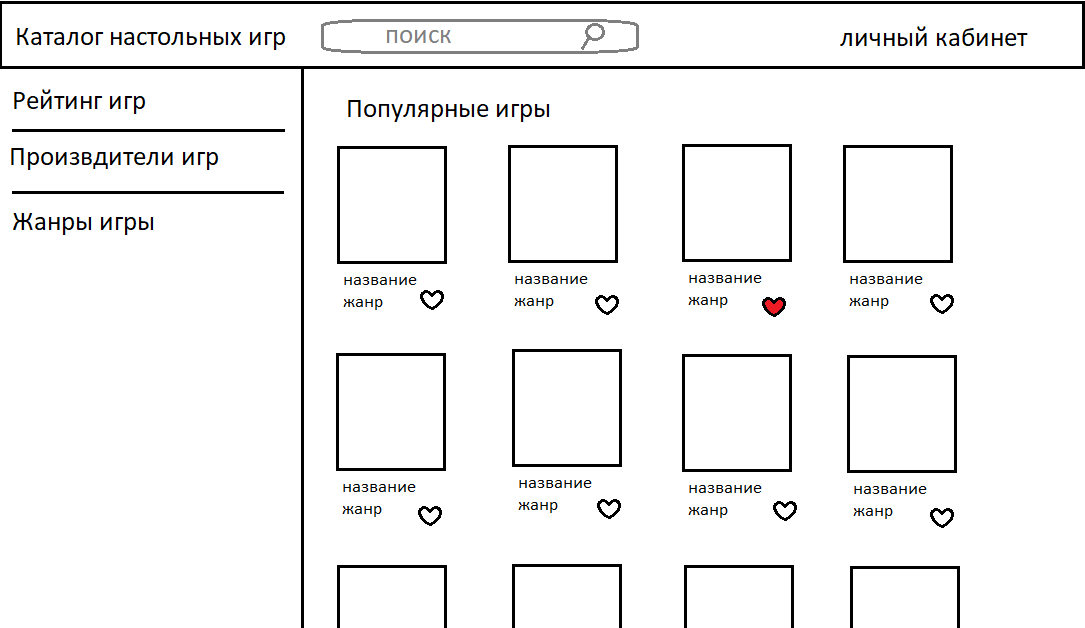 Каталог настольных игр
поиск
личный кабинет
Рейтинг игр
Произвдители игр
Жанры игры
Популярные игры
название
жанр
название
жанр
название
жанр
название
жанр
название
жанр
название
жанр
название
жанр
название
жанр